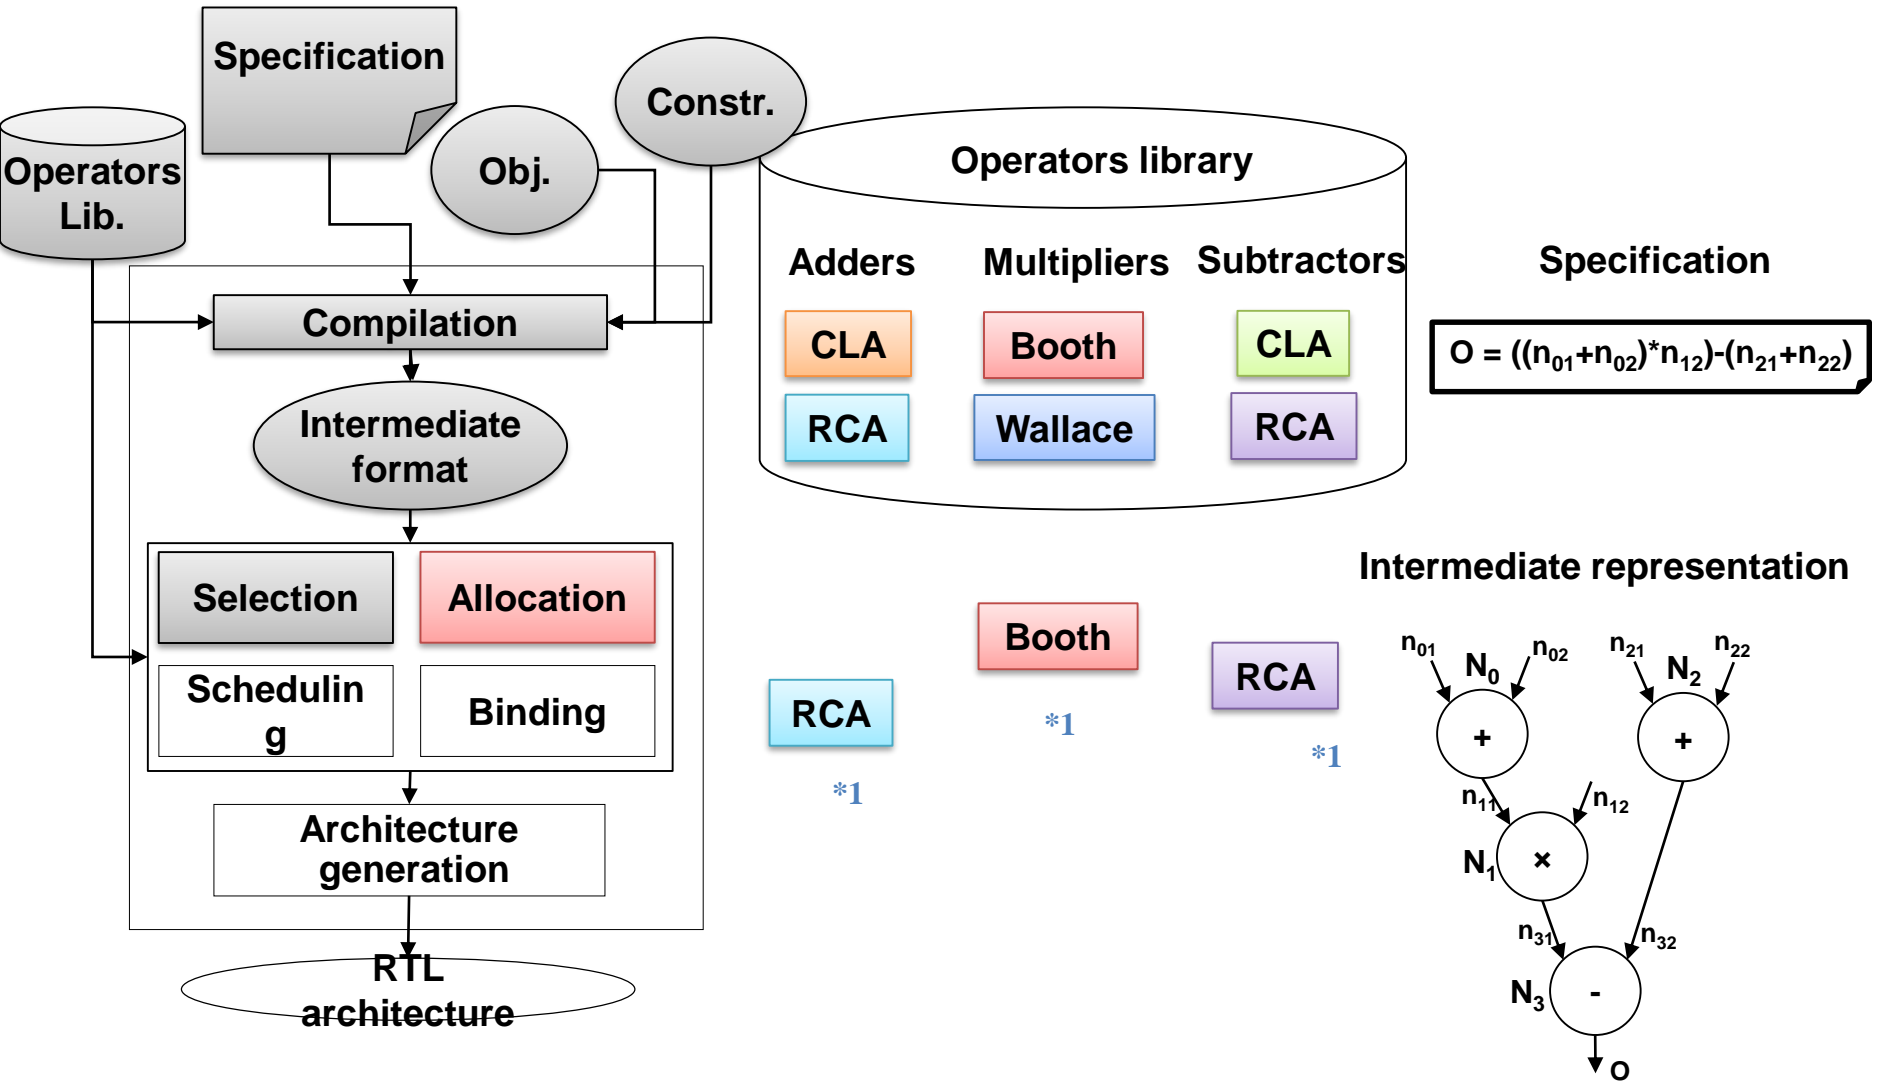 Specification
Constr.
Obj.
Operators
Lib.
Compilation
Intermediate
format
Selection
Allocation
Schedulin
g
Binding
Architecture
generation
RTL
architecture
Operators library
Adders
Multipliers
Subtractors
CLA
Booth
CLA
RCA
Wallace
RCA
Specification
O = ((n01+n02)*n12)-(n21+n22)
RCA
*1
Booth
*1
RCA
*1
Intermediate representation
n01
N0
n02
n21
N2
n22
+
+
n11
n12
N1
×
n31
n32
N3
-
O